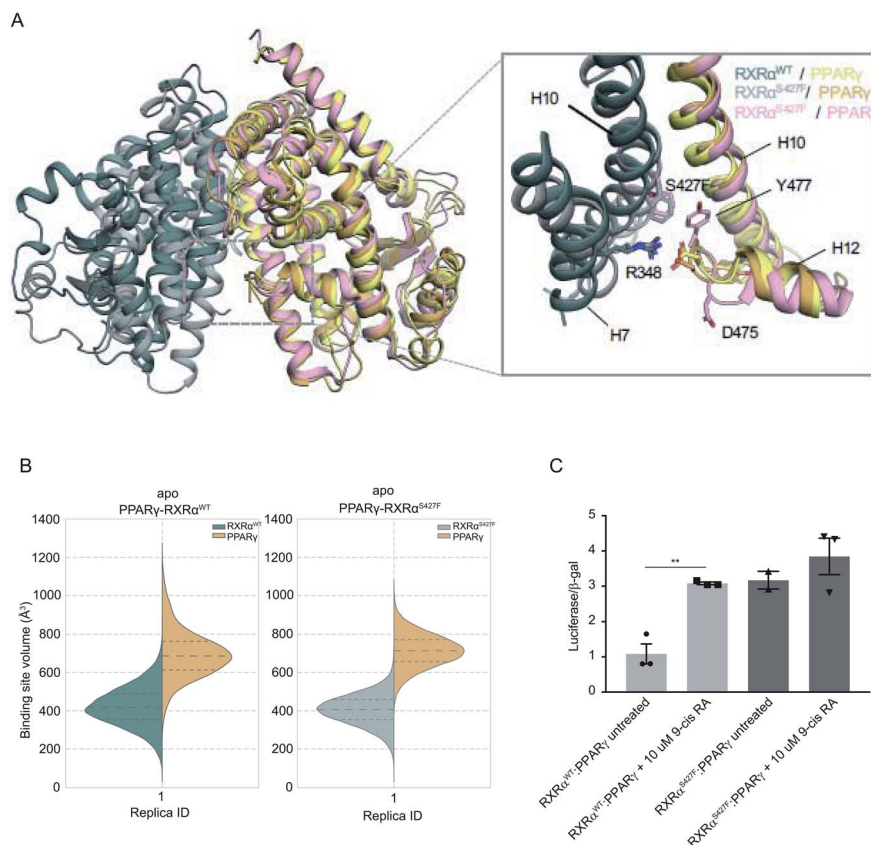 A
RXRα^WT / PPARγ
RXRα^S427F / PPARγ
RXRα^S427F / PPAR
H10
H10
S427F
Y477
H12
R348
D475
H7
B
apo
PPARγ-RXRα^WT
RXRα^WT
PPARγ
1400
1200
1000
800
600
400
200
0
Binding site volume (Å³)
1
Replica ID
apo
PPARγ-RXRα^S427F
RXRα^S427F
PPARγ
1400
1200
1000
800
600
400
200
0
1
Replica ID
C
Luciferase/β-gal
5
4
3
2
1
0
**
RXRα^WT:PPARγ untreated
RXRα^WT:PPARγ + 10 uM 9-cis RA
RXRα^S427F:PPARγ untreated
RXRα^S427F:PPARγ + 10 uM 9-cis RA